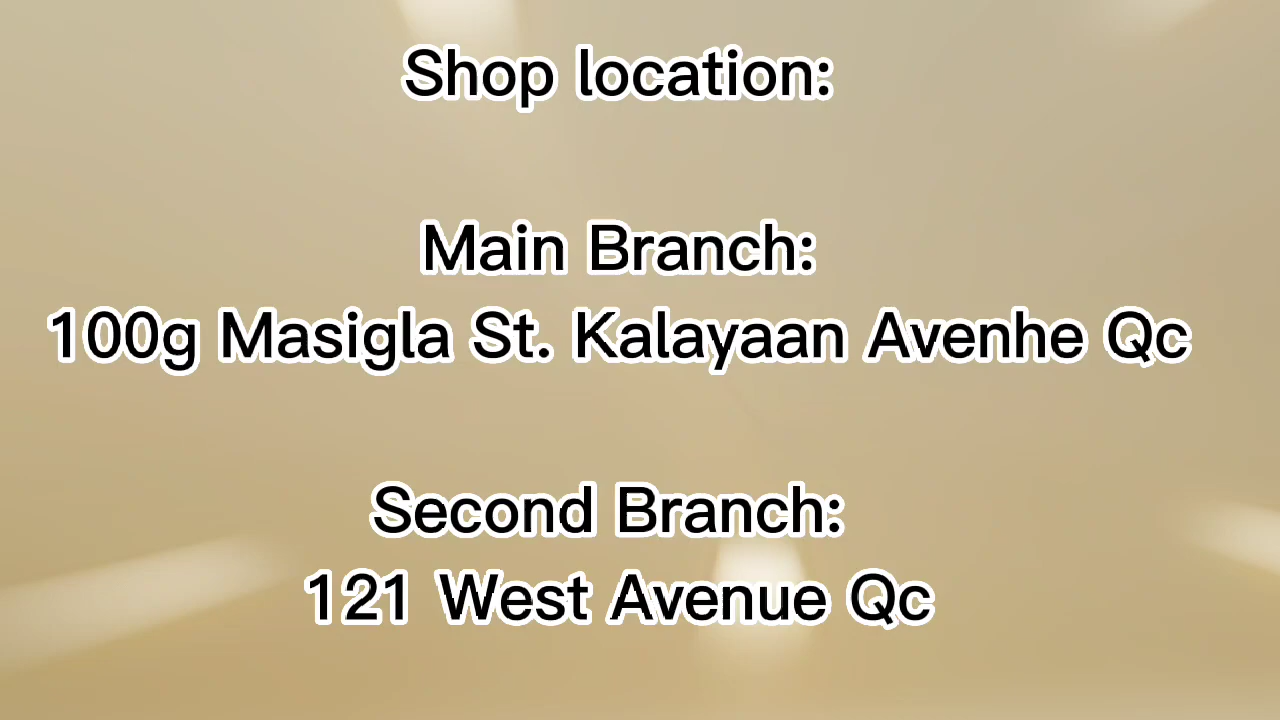 Shop location:
Main Branch:
100g Masigla St. Kalayaan Avenhe Qc
Second Branch:
121 West Avenue Qc